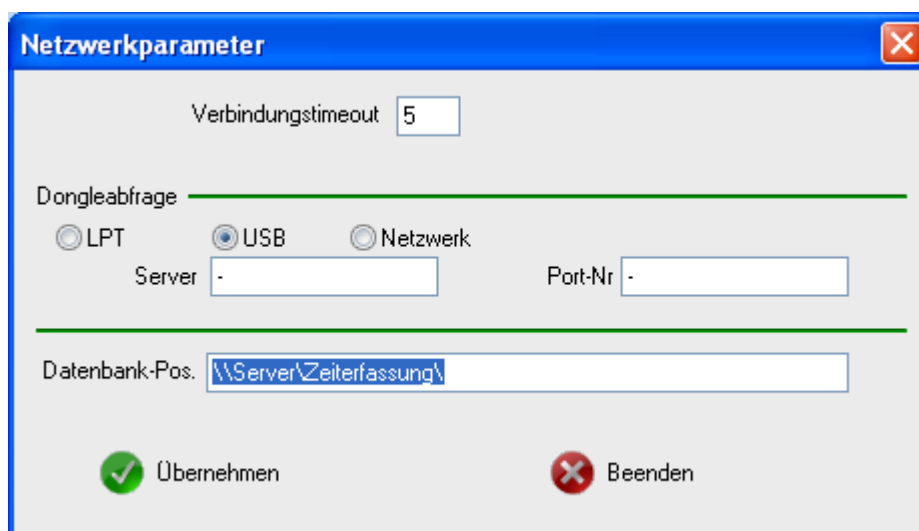 Netzwerkparameter
Verbindungstimeout 5
Dongleabfrage
LPT USB Netzwerk
Server - Port-Nr -
Datenbank-Pos. \\Server\Zeiterfassung\
Übernehmen Beenden